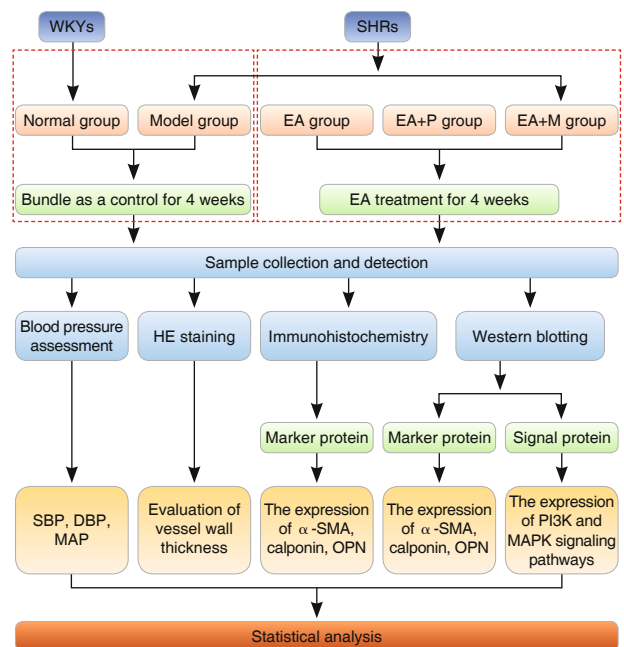 WKYs
SHRs
Normal group
Model group
EA group
EA+P group
EA+M group
Bundle as a control for 4 weeks
EA treatment for 4 weeks
Sample collection and detection
Blood pressure
assessment
HE staining
Immunohistochemistry
Western blotting
Marker protein
Marker protein
Signal protein
SBP, DBP,
MAP
Evaluation of
vessel wall
thickness
The expression
of α-SMA,
calponin, OPN
The expression
of α-SMA,
calponin, OPN
The expression
of PI3K and
MAPK signaling
pathways
Statistical analysis